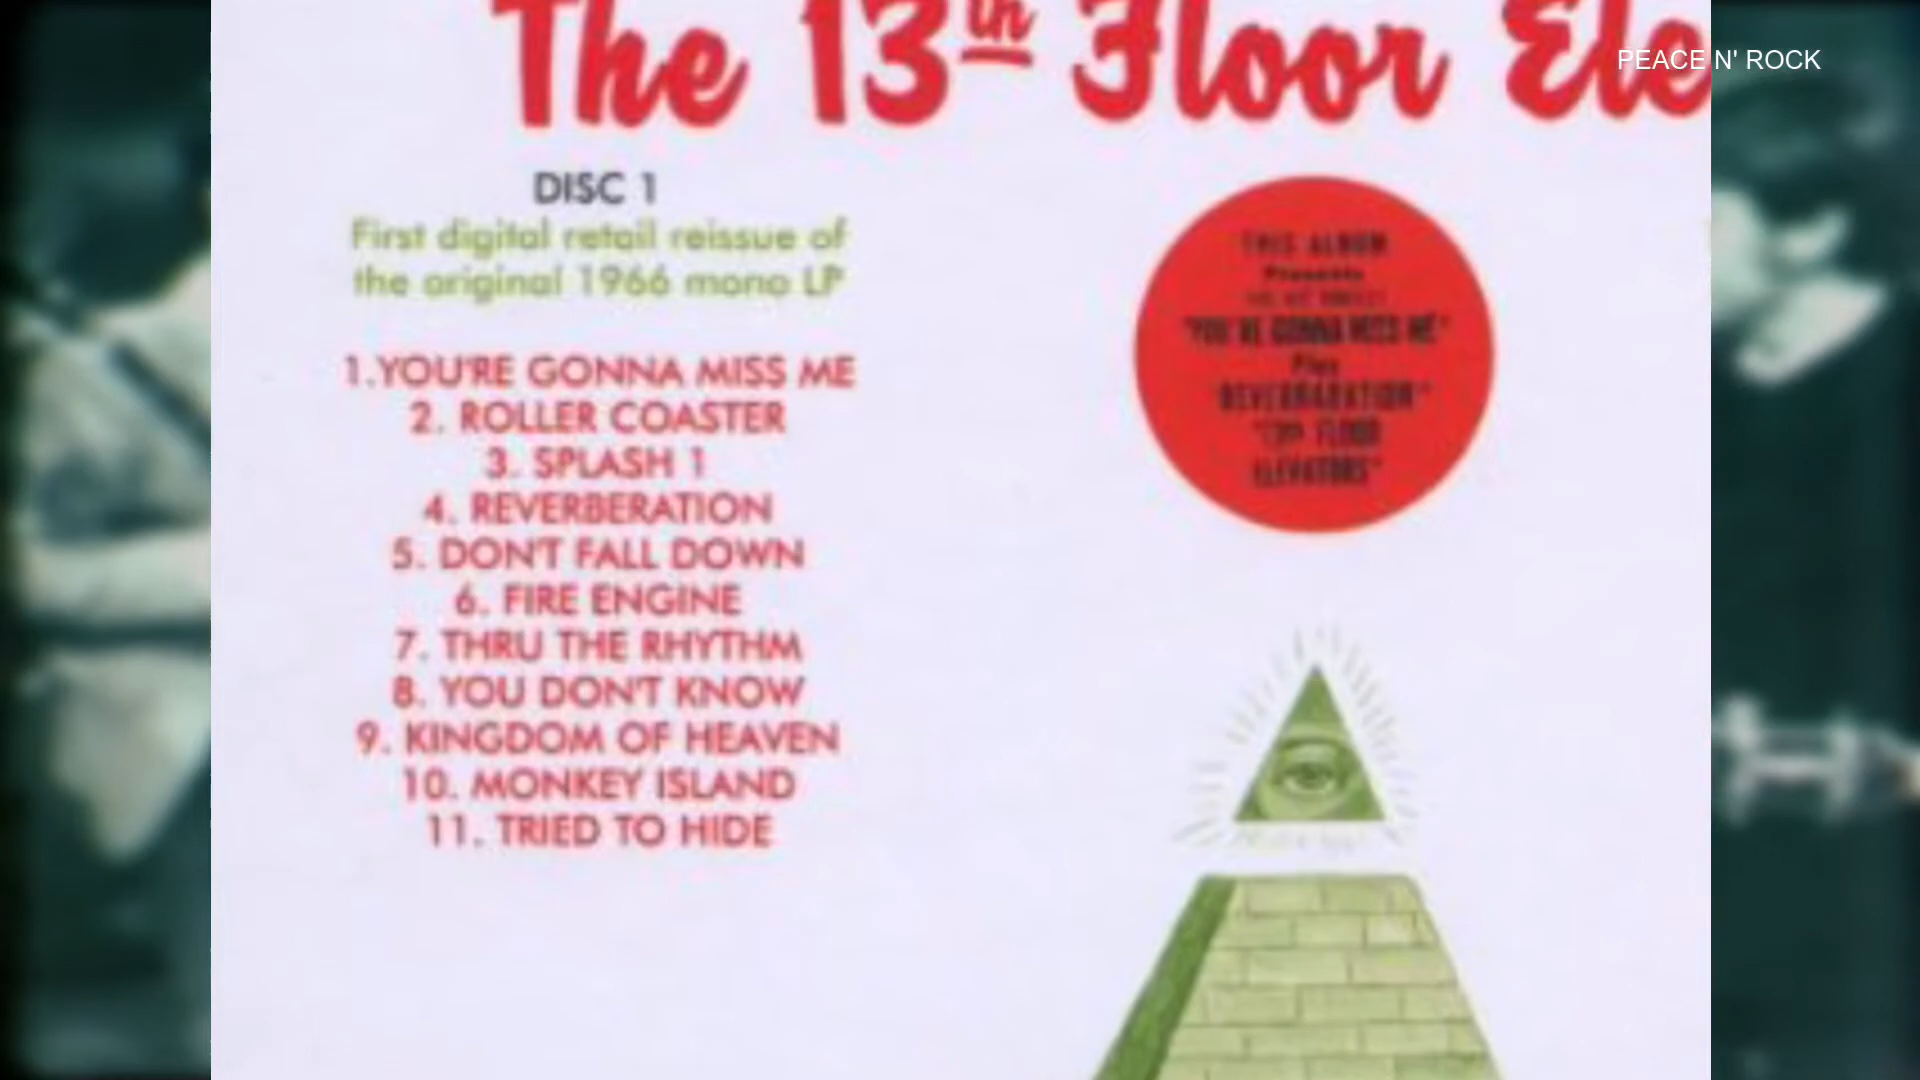 The 13th Floor Ele
PEACE N' ROCK
DISC 1
First digital retail reissue of
the original 1966 mono LP
1.YOU'RE GONNA MISS ME
2. ROLLER COASTER
3. SPLASH 1
4. REVERBERATION
5. DON'T FALL DOWN
6. FIRE ENGINE
7. THRU THE RHYTHM
8. YOU DON'T KNOW
9. KINGDOM OF HEAVEN
10. MONKEY ISLAND
11. TRIED TO HIDE
THIS ALBUM
Presents
"YOU'RE GONNA MISS ME"
Plus
ELEVATORS"